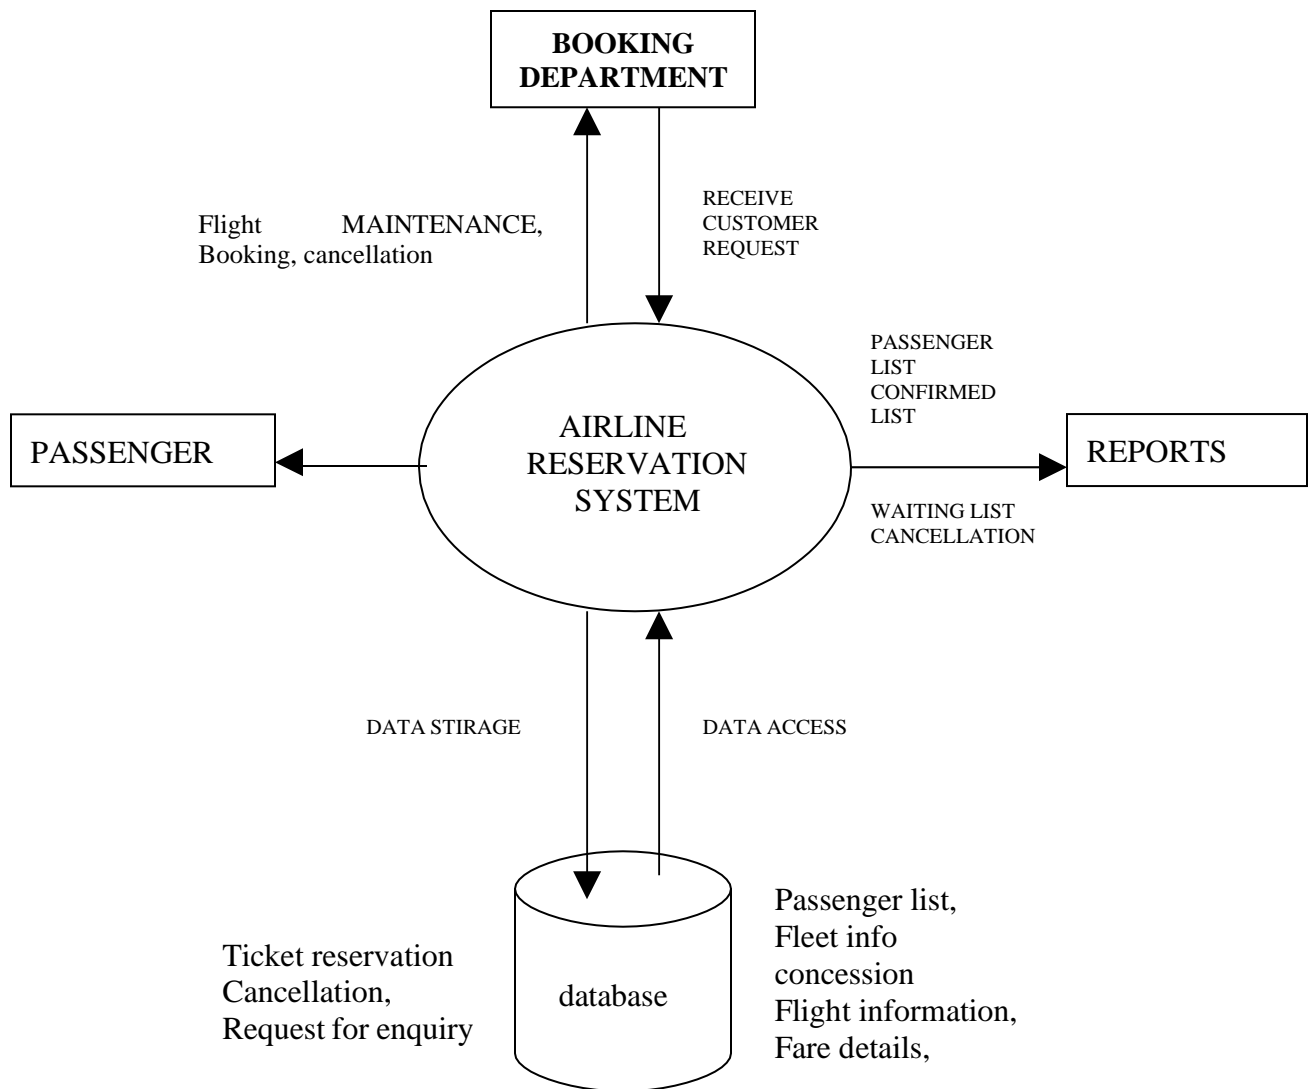 BOOKING
DEPARTMENT
RECEIVE
CUSTOMER
REQUEST
Flight MAINTENANCE,
Booking, cancellation
PASSENGER
LIST
CONFIRMED
LIST
PASSENGER
AIRLINE
RESERVATION
SYSTEM
REPORTS
WAITING LIST
CANCELLATION
DATA STIRAGE
DATA ACCESS
Ticket reservation
Cancellation,
Request for enquiry
database
Passenger list,
Fleet info
concession
Flight information,
Fare details,